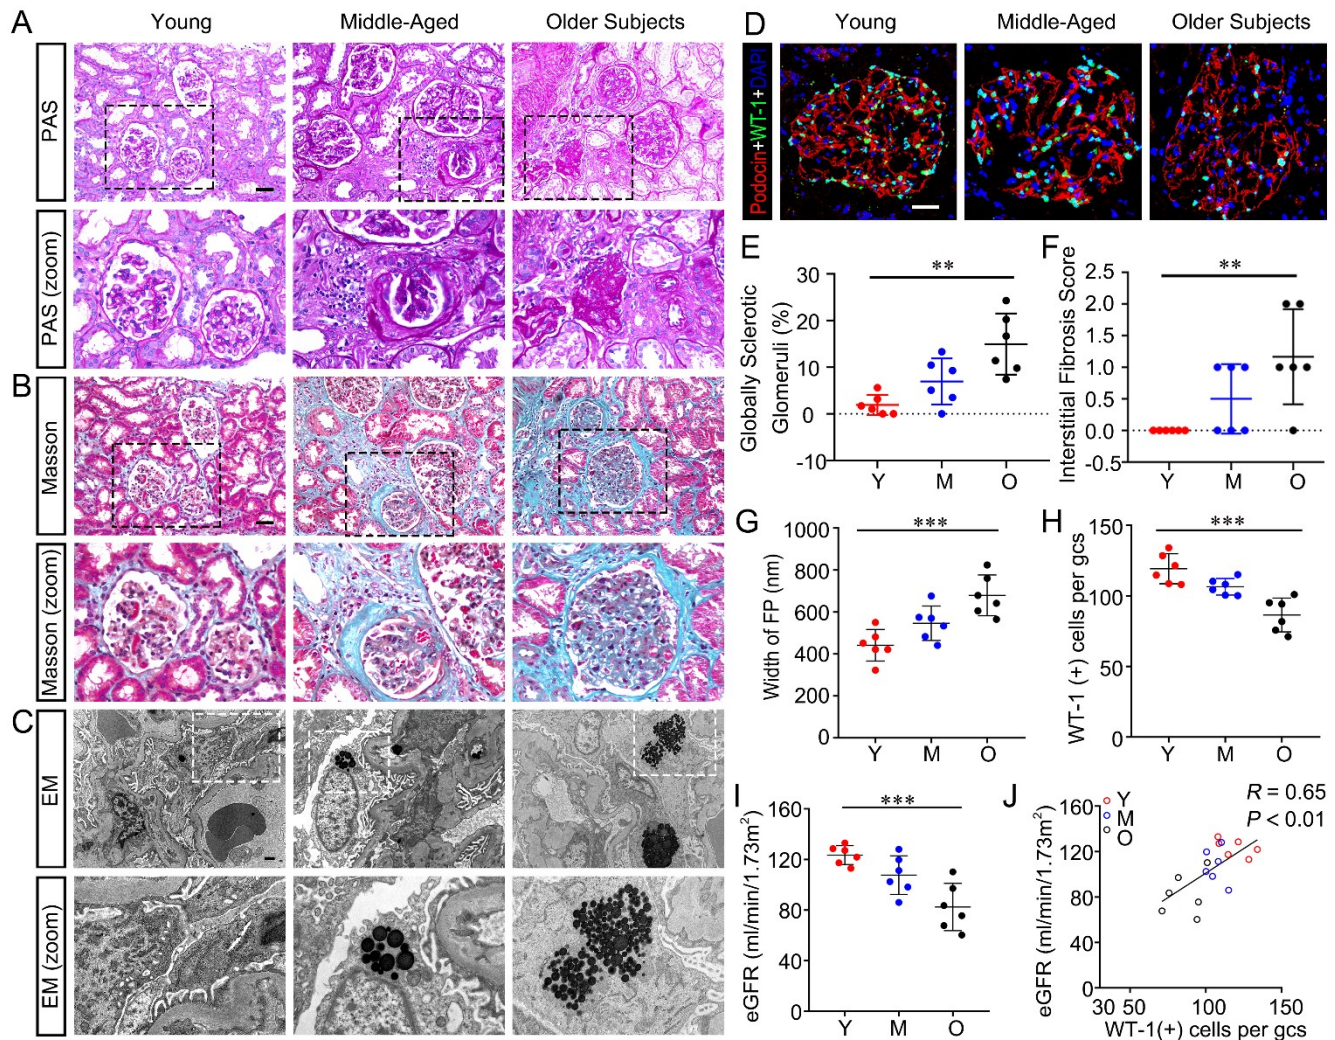 A
Young
Middle-Aged
Older Subjects
PAS
PAS (zoom)
B
Masson
Masson (zoom)
C
EM
EM (zoom)
D
Young
Middle-Aged
Older Subjects
Podocin+WT-1+DAPI
E
**
Globally Sclerotic
Glomeruli (%)
30
20
10
0
-10
Y
M
O
F
**
Interstitial Fibrosis Score
2.5
2.0
1.5
1.0
0.5
0.0
-0.5
Y
M
O
G
***
Width of FP (nm)
1000
800
600
400
200
0
Y
M
O
H
***
WT-1 (+) cells per gcs
150
100
50
0
Y
M
O
I
***
eGFR (ml/min/1.73m²)
160
120
80
40
0
Y
M
O
J
Y
M
O
R = 0.65
P < 0.01
eGFR (ml/min/1.73m²)
160
120
80
40
0
30
50
100
150
WT-1(+) cells per gcs